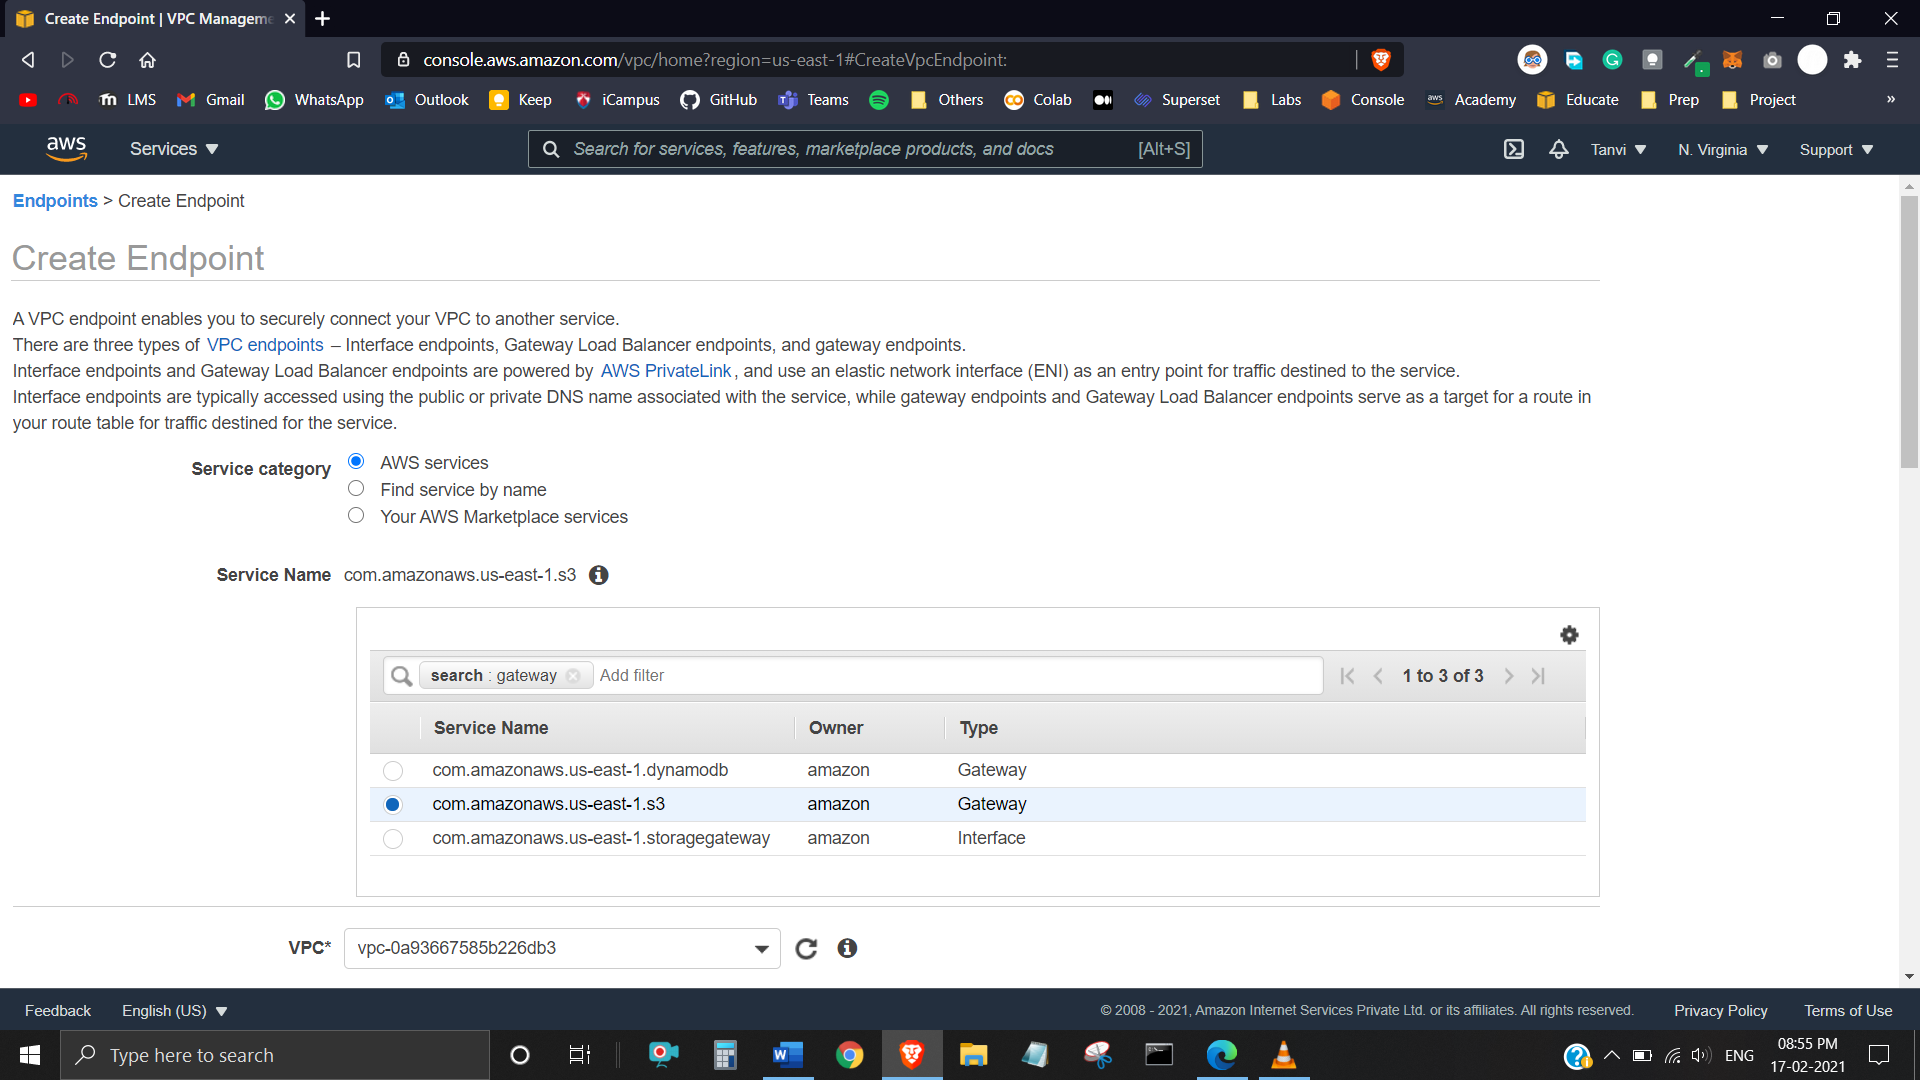 Create Endpoint | VPC Manageme
console.aws.amazon.com/vpc/home?region=us-east-1#CreateVpcEndpoint:
LMS Gmail WhatsApp Outlook Keep iCampus GitHub Teams Others Colab Superset Labs Console aws Academy Educate Prep Project »
aws Services Search for services, features, marketplace products, and docs [Alt+S] Tanvi N. Virginia Support
Endpoints > Create Endpoint
Create Endpoint
A VPC endpoint enables you to securely connect your VPC to another service.
There are three types of VPC endpoints – Interface endpoints, Gateway Load Balancer endpoints, and gateway endpoints.
Interface endpoints and Gateway Load Balancer endpoints are powered by AWS PrivateLink, and use an elastic network interface (ENI) as an entry point for traffic destined to the service.
Interface endpoints are typically accessed using the public or private DNS name associated with the service, while gateway endpoints and Gateway Load Balancer endpoints serve as a target for a route in
your route table for traffic destined for the service.
Service category AWS services
Find service by name
Your AWS Marketplace services
Service Name com.amazonaws.us-east-1.s3
search : gateway Add filter 1 to 3 of 3
Service Name Owner Type
com.amazonaws.us-east-1.dynamodb amazon Gateway
com.amazonaws.us-east-1.s3 amazon Gateway
com.amazonaws.us-east-1.storagegateway amazon Interface
VPC* vpc-0a93667585b226db3
Feedback English (US) © 2008 - 2021, Amazon Internet Services Private Ltd. or its affiliates. All rights reserved. Privacy Policy Terms of Use
Type here to search ENG 08:55 PM
17-02-2021